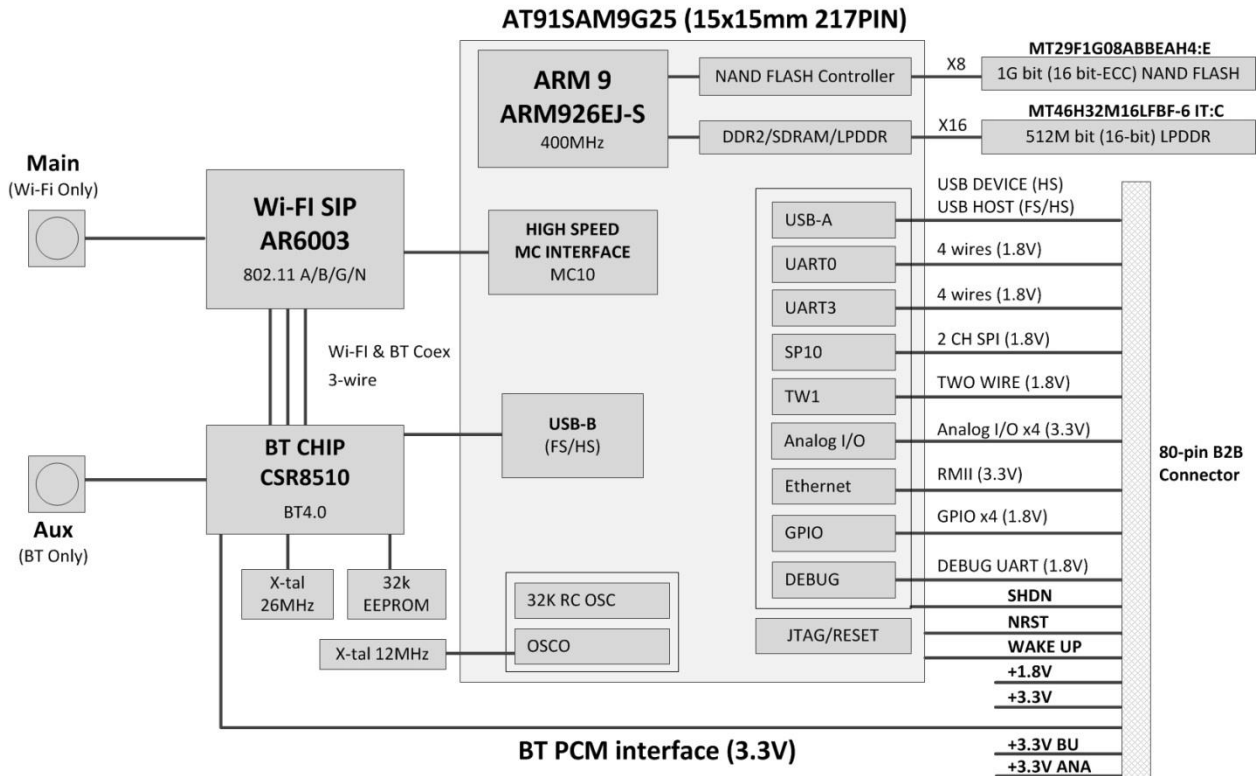 AT91SAM9G25 (15x15mm 217PIN)
ARM 9
ARM926EJ-S
400MHz
NAND FLASH Controller
X8
MT29F1G08ABBEAH4:E
1G bit (16 bit-ECC) NAND FLASH
DDR2/SDRAM/LPDDR
X16
MT46H32M16LFBF-6 IT:C
512M bit (16-bit) LPDDR
Main
(Wi-Fi Only)
Wi-FI SIP
AR6003
802.11 A/B/G/N
HIGH SPEED
MC INTERFACE
MC10
Wi-FI & BT Coex
3-wire
BT CHIP
CSR8510
BT4.0
USB-B
(FS/HS)
Aux
(BT Only)
X-tal
26MHz
32k
EEPROM
X-tal 12MHz
32K RC OSC
OSCO
USB-A
USB DEVICE (HS)
USB HOST (FS/HS)
UART0
4 wires (1.8V)
UART3
4 wires (1.8V)
SP10
2 CH SPI (1.8V)
TW1
TWO WIRE (1.8V)
Analog I/O
Analog I/O x4 (3.3V)
Ethernet
RMII (3.3V)
GPIO
GPIO x4 (1.8V)
DEBUG
DEBUG UART (1.8V)
SHDN
JTAG/RESET
NRST
WAKE UP
+1.8V
+3.3V
80-pin B2B
Connector
BT PCM interface (3.3V)
+3.3V BU
+3.3V ANA